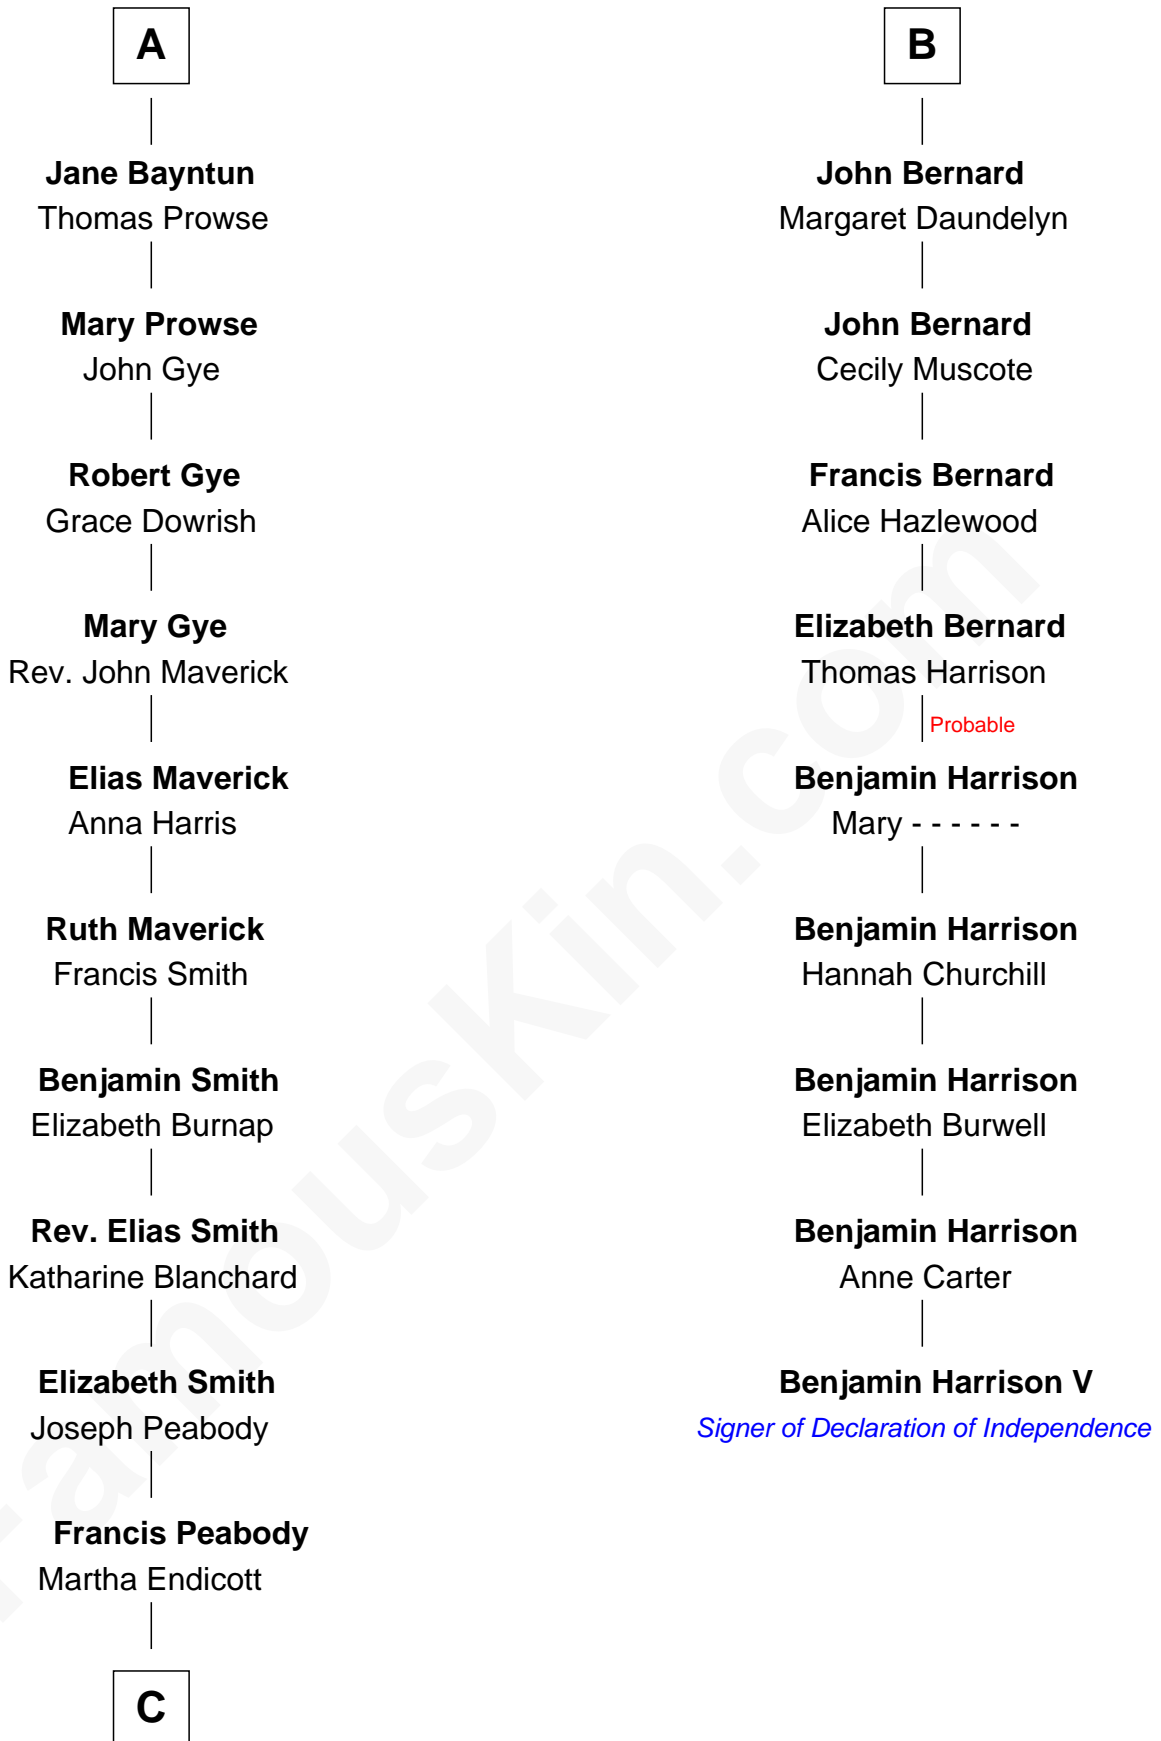 A
Jane Bayntun
Thomas Prowse
Mary Prowse
John Gye
Robert Gye
Grace Dowrish
Mary Gye
Rev. John Maverick
Elias Maverick
Anna Harris
Ruth Maverick
Francis Smith
Benjamin Smith
Elizabeth Burnap
Rev. Elias Smith
Katharine Blanchard
Elizabeth Smith
Joseph Peabody
Francis Peabody
Martha Endicott
C
B
John Bernard
Margaret Daundelyn
John Bernard
Cecily Muscote
Francis Bernard
Alice Hazlewood
Elizabeth Bernard
Thomas Harrison
Probable
Benjamin Harrison
Mary - - - - - -
Benjamin Harrison
Hannah Churchill
Benjamin Harrison
Elizabeth Burwell
Benjamin Harrison
Anne Carter
Benjamin Harrison V
Signer of Declaration of Independence
FamousKin.com